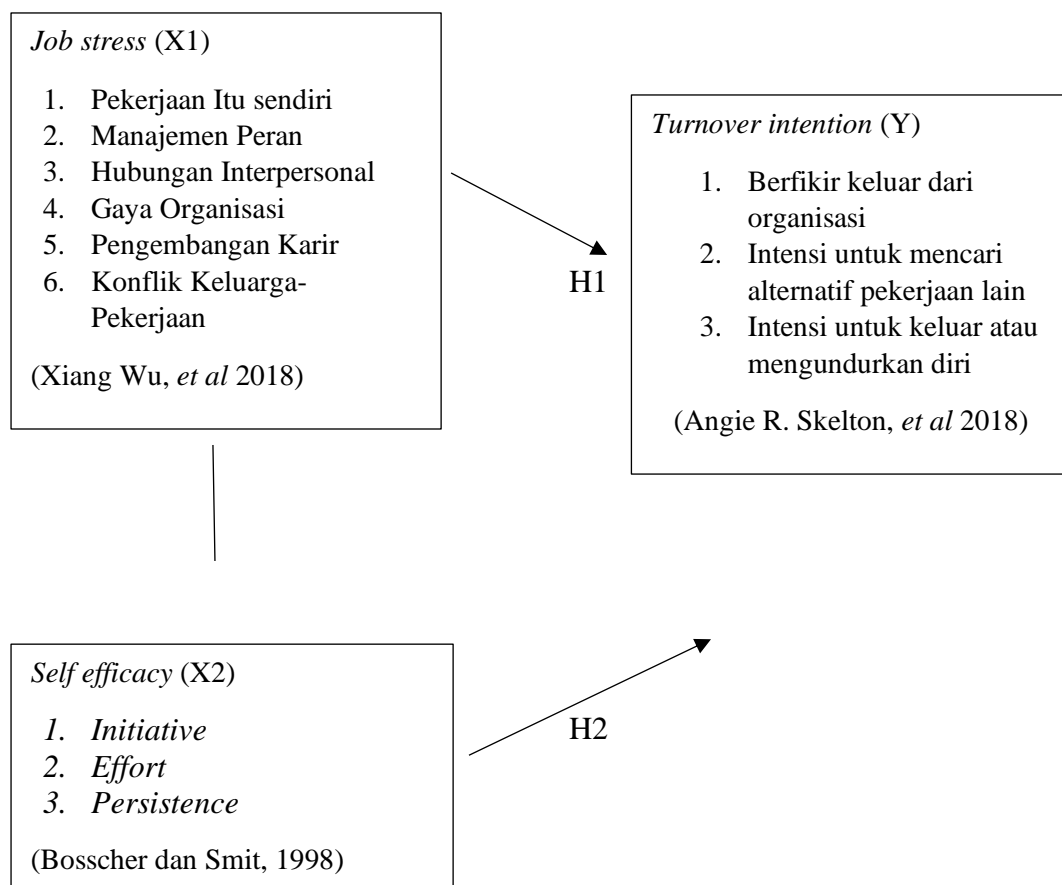 Job stress (X1)
1. Pekerjaan Itu sendiri
2. Manajemen Peran
3. Hubungan Interpersonal
4. Gaya Organisasi
5. Pengembangan Karir
6. Konflik Keluarga-
Pekerjaan
(Xiang Wu, et al 2018)
H1
Turnover intention (Y)
1. Berfikir keluar dari
organisasi
2. Intensi untuk mencari
alternatif pekerjaan lain
3. Intensi untuk keluar atau
mengundurkan diri
(Angie R. Skelton, et al 2018)
Self efficacy (X2)
1. Initiative
2. Effort
3. Persistence
(Bosscher dan Smit, 1998)
H2